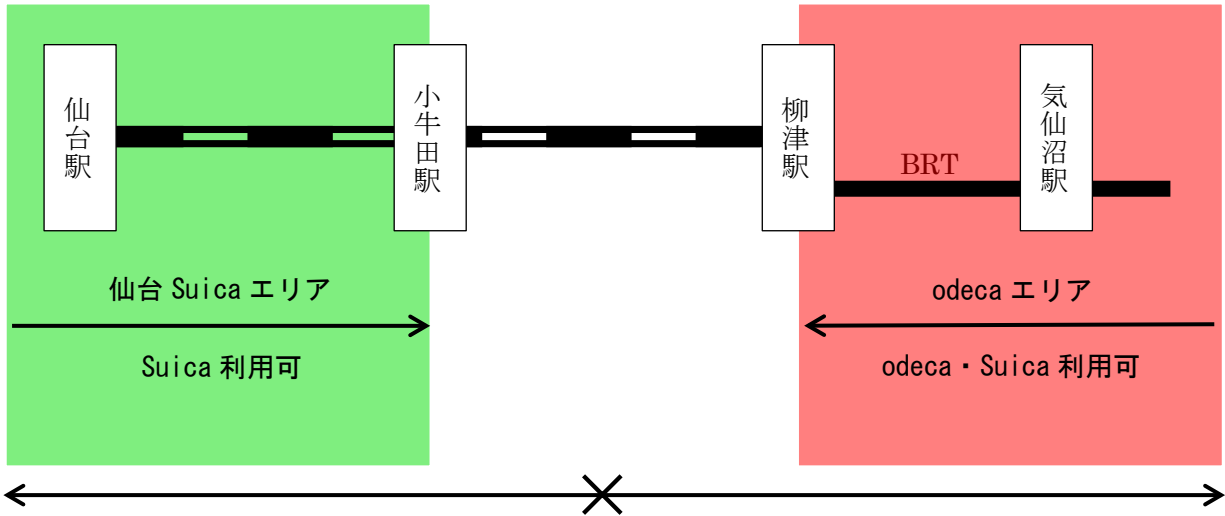 仙台駅
小牛田駅
柳津駅
気仙沼駅
BRT
仙台 Suica エリア
odeca エリア
Suica 利用可
odeca・Suica 利用可